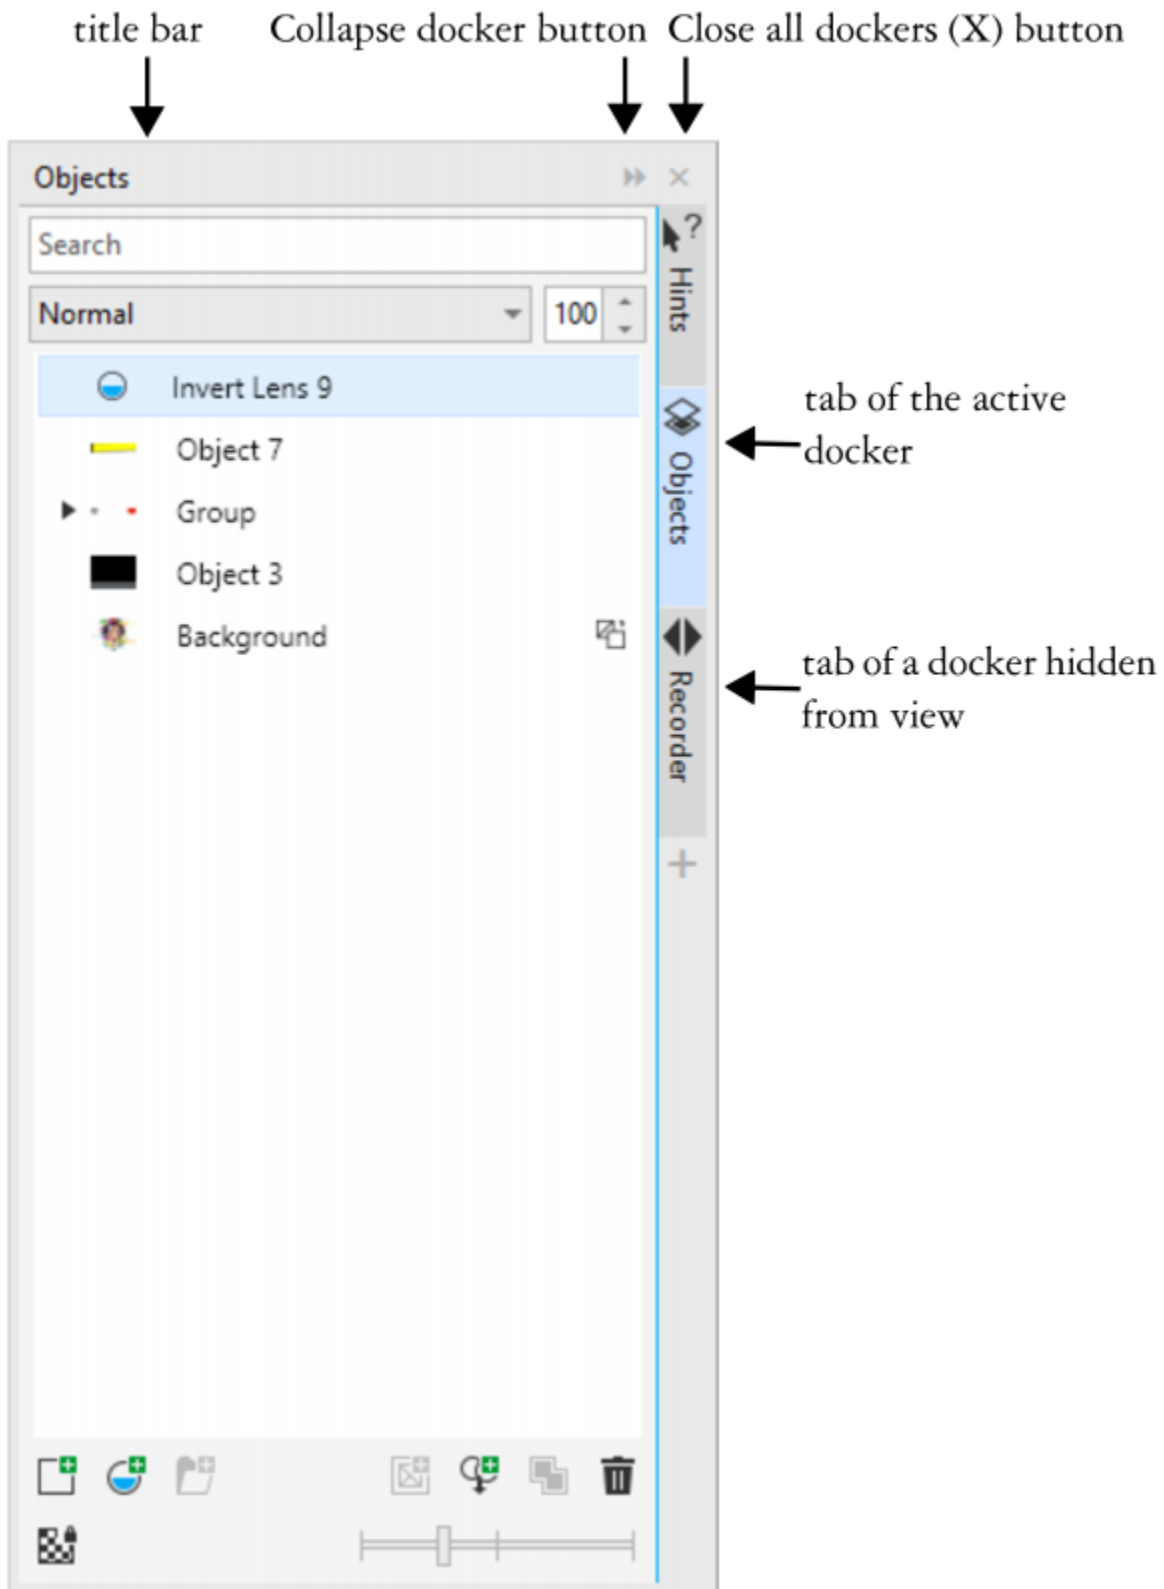 title bar
Collapse docker button
Close all dockers (X) button
Objects
Search
Normal
100
Invert Lens 9
Object 7
Group
Object 3
Background
Hints
Objects
Recorder
tab of the active
docker
tab of a docker hidden
from view